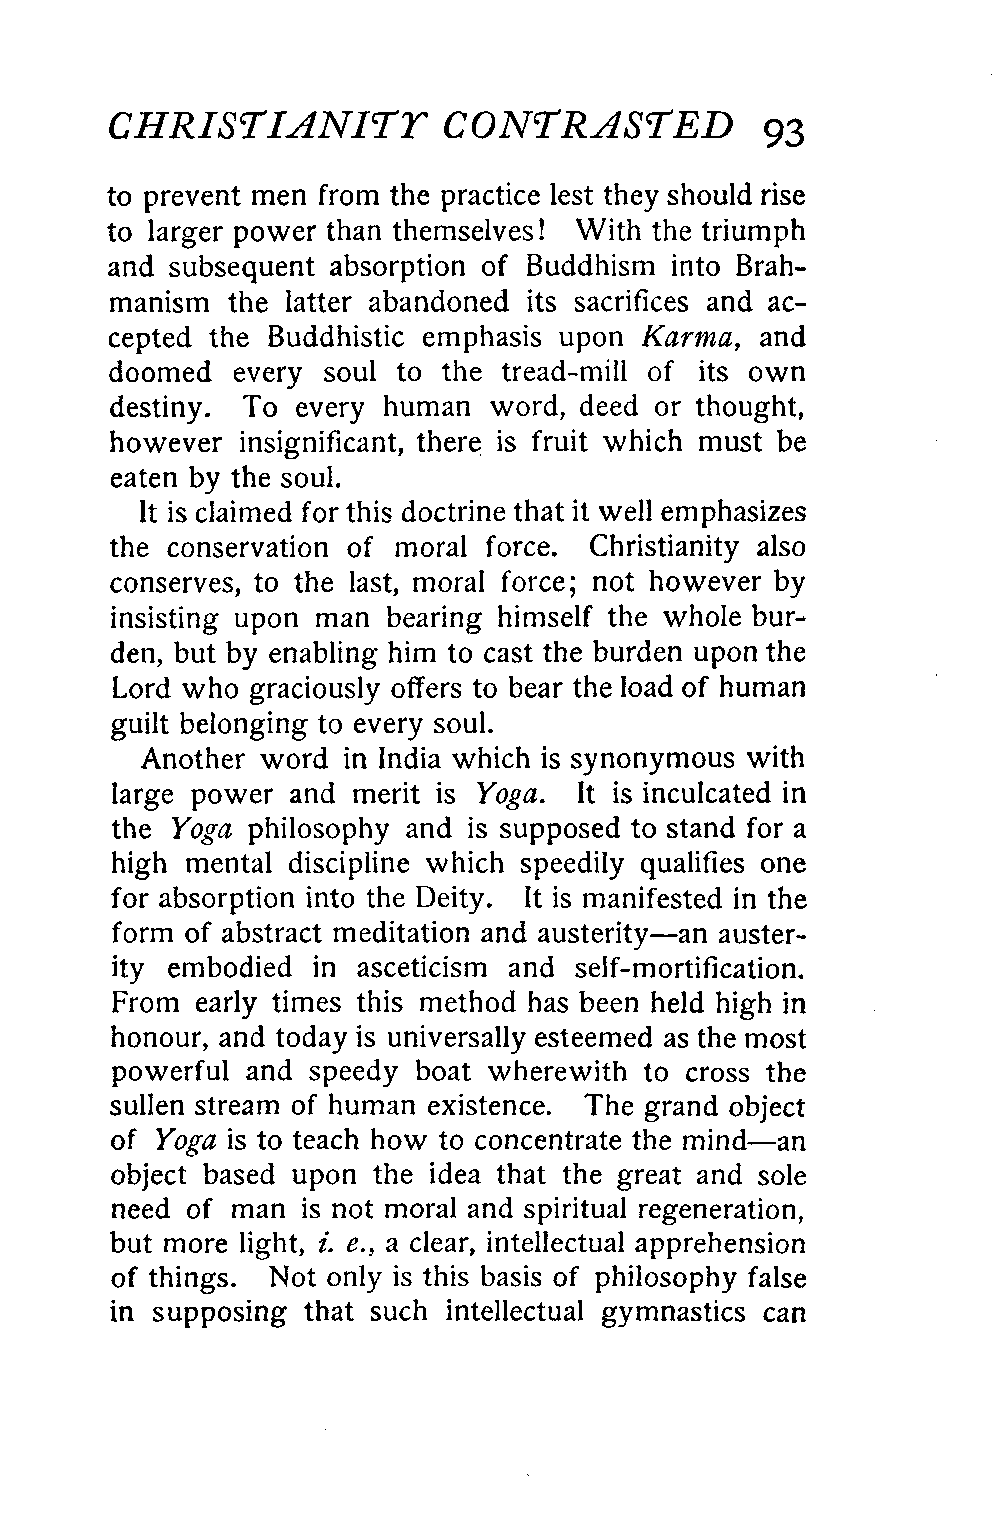 CHRISTIANITY CONTRASTED 93
to prevent men from the practice lest they should rise
to larger power than themselves! With the triumph
and subsequent absorption of Buddhism into Brah-
manism the latter abandoned its sacrifices and ac-
cepted the Buddhistic emphasis upon Karma, and
doomed every soul to the tread-mill of its own
destiny. To every human word, deed or thought,
however insignificant, there is fruit which must be
eaten by the soul.
It is claimed for this doctrine that it well emphasizes
the conservation of moral force. Christianity also
conserves, to the last, moral force; not however by
insisting upon man bearing himself the whole bur-
den, but by enabling him to cast the burden upon the
Lord who graciously offers to bear the load of human
guilt belonging to every soul.
Another word in India which is synonymous with
large power and merit is Yoga. It is inculcated in
the Yoga philosophy and is supposed to stand for a
high mental discipline which speedily qualifies one
for absorption into the Deity. It is manifested in the
form of abstract meditation and austerity—an auster-
ity embodied in asceticism and self-mortification.
From early times this method has been held high in
honour, and today is universally esteemed as the most
powerful and speedy boat wherewith to cross the
sullen stream of human existence. The grand object
of Yoga is to teach how to concentrate the mind—an
object based upon the idea that the great and sole
need of man is not moral and spiritual regeneration,
but more light, i. e., a clear, intellectual apprehension
of things. Not only is this basis of philosophy false
in supposing that such intellectual gymnastics can